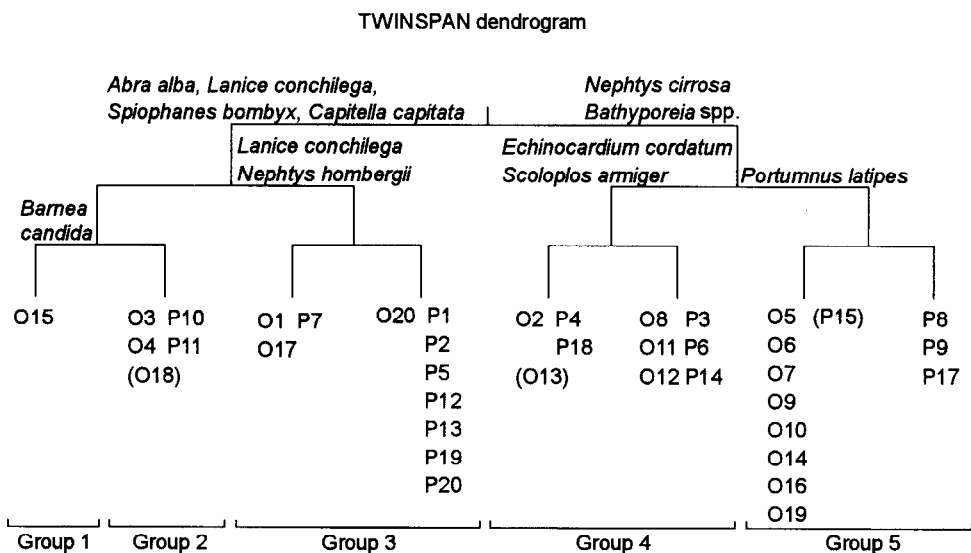 TWINSPAN dendrogram
Abra alba, Lanice conchilega,
Spiophanes bombyx, Capitella capitata
Nephtys cirrosa
Bathyporeia spp.
Lanice conchilega
Nephtys hombergii
Echinocardium cordatum
Scoloplos armiger
Portumnus latipes
Barnea
candida
O15
O3 P10
O4 P11
(O18)
O1 P7
O17
O20 P1
P2
P5
P12
P13
P19
P20
O2 P4
P18
(O13)
O8 P3
O11 P6
O12 P14
O5 (P15)
O6
O7
O9
O10
O14
O16
O19
P8
P9
P17
Group 1
Group 2
Group 3
Group 4
Group 5